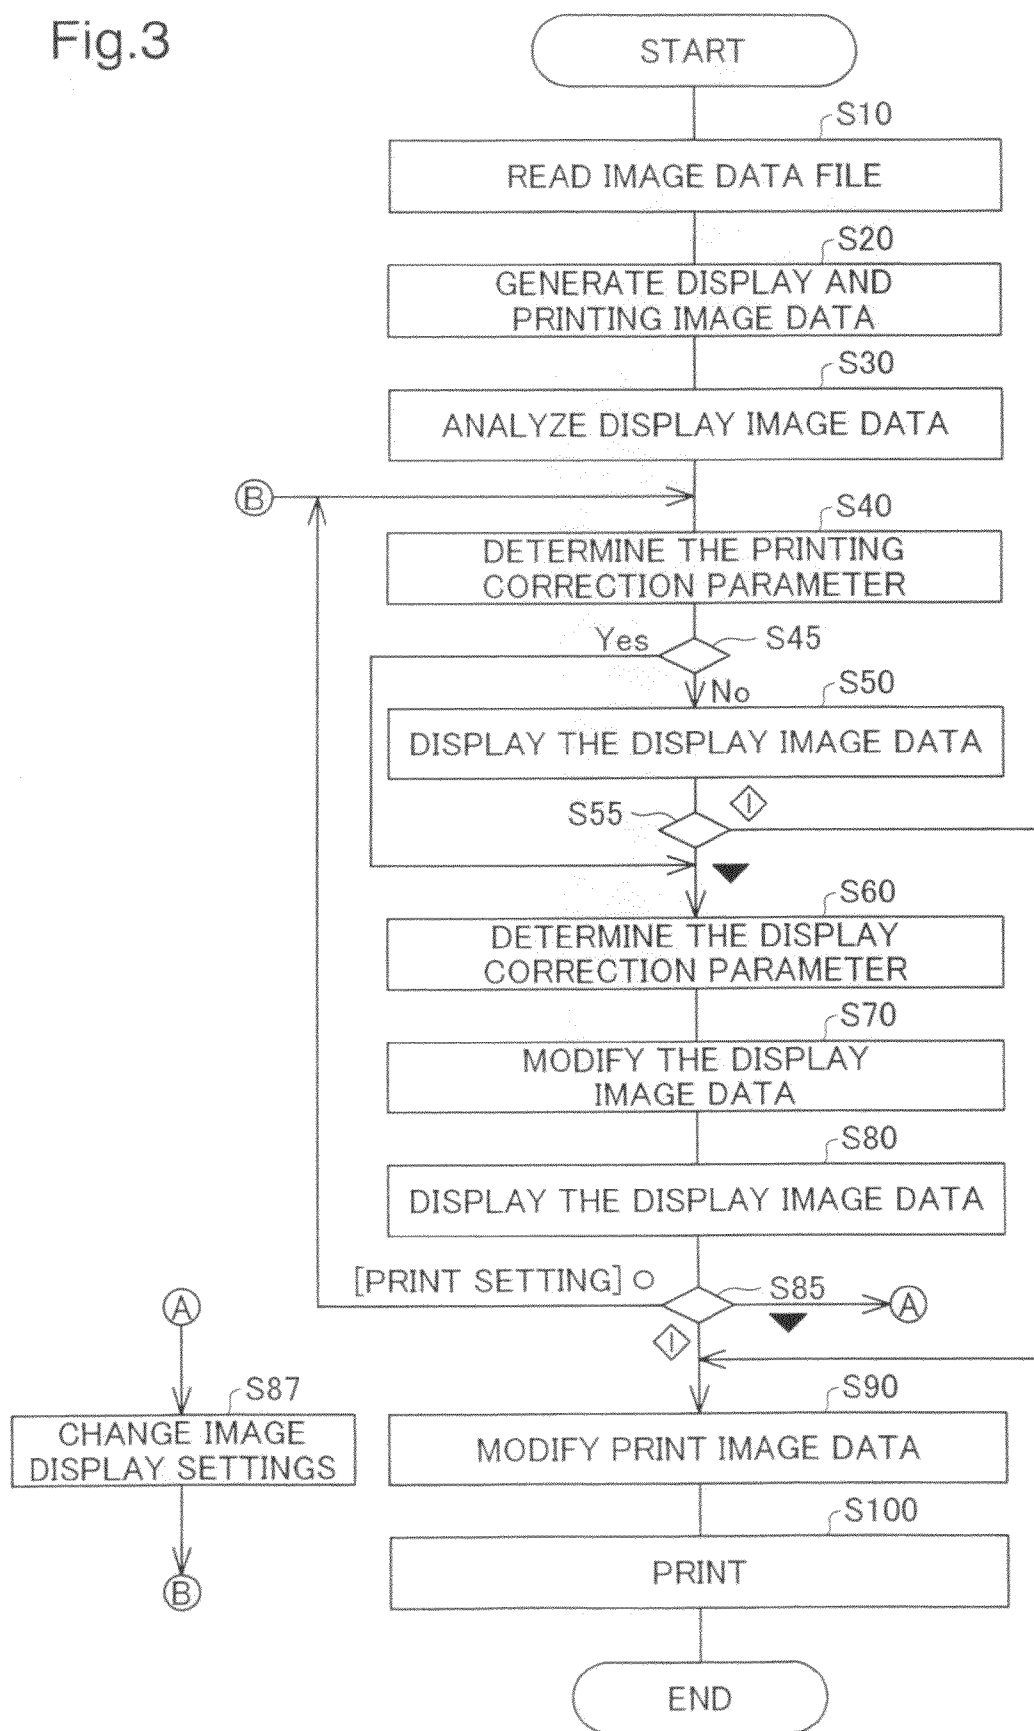 Fig.3
START
S10
READ IMAGE DATA FILE
S20
GENERATE DISPLAY AND
PRINTING IMAGE DATA
S30
ANALYZE DISPLAY IMAGE DATA
B
S40
DETERMINE THE PRINTING
CORRECTION PARAMETER
Yes
S45
No
S50
DISPLAY THE DISPLAY IMAGE DATA
S55
I
S60
DETERMINE THE DISPLAY
CORRECTION PARAMETER
S70
MODIFY THE DISPLAY
IMAGE DATA
S80
DISPLAY THE DISPLAY IMAGE DATA
[PRINT SETTING]
S85
A
A
I
S87
CHANGE IMAGE
DISPLAY SETTINGS
B
S90
MODIFY PRINT IMAGE DATA
S100
PRINT
END